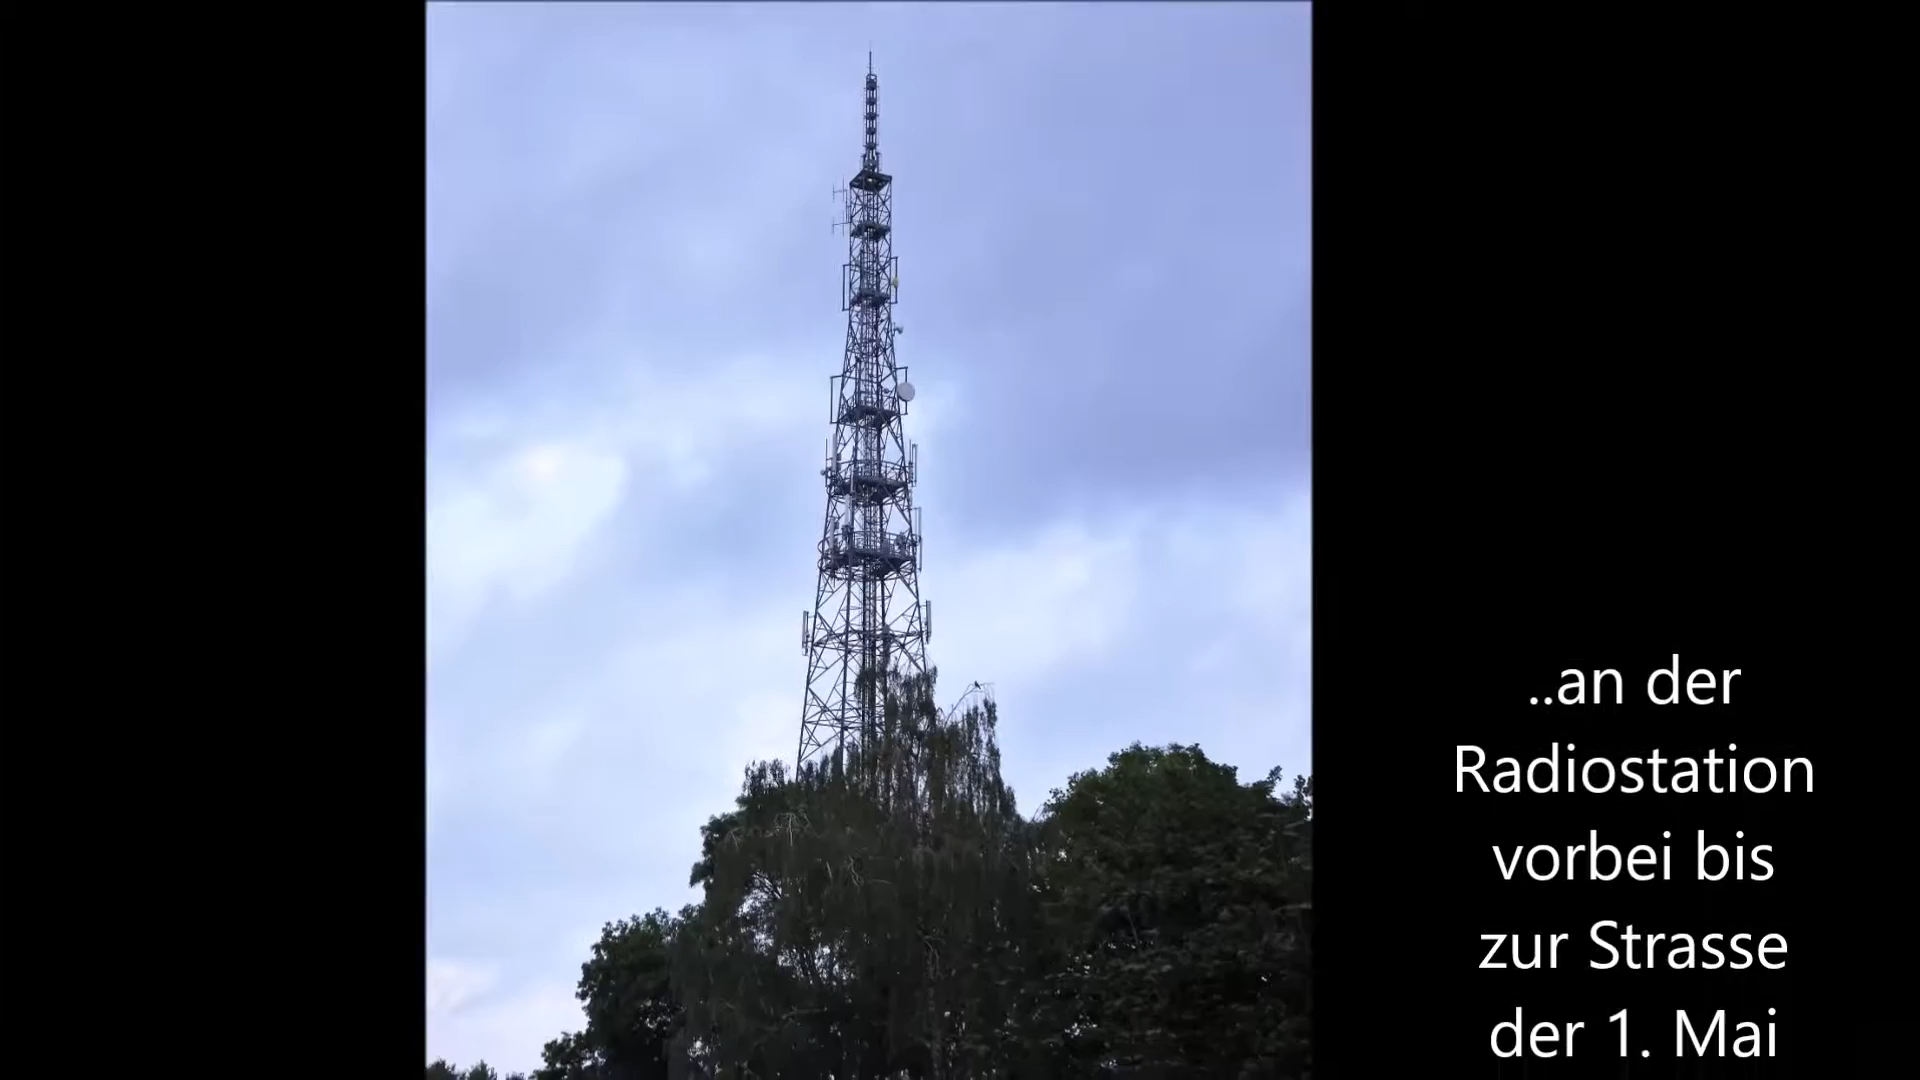 ..an der
Radiostation
vorbei bis
zur Strasse
der 1. Mai